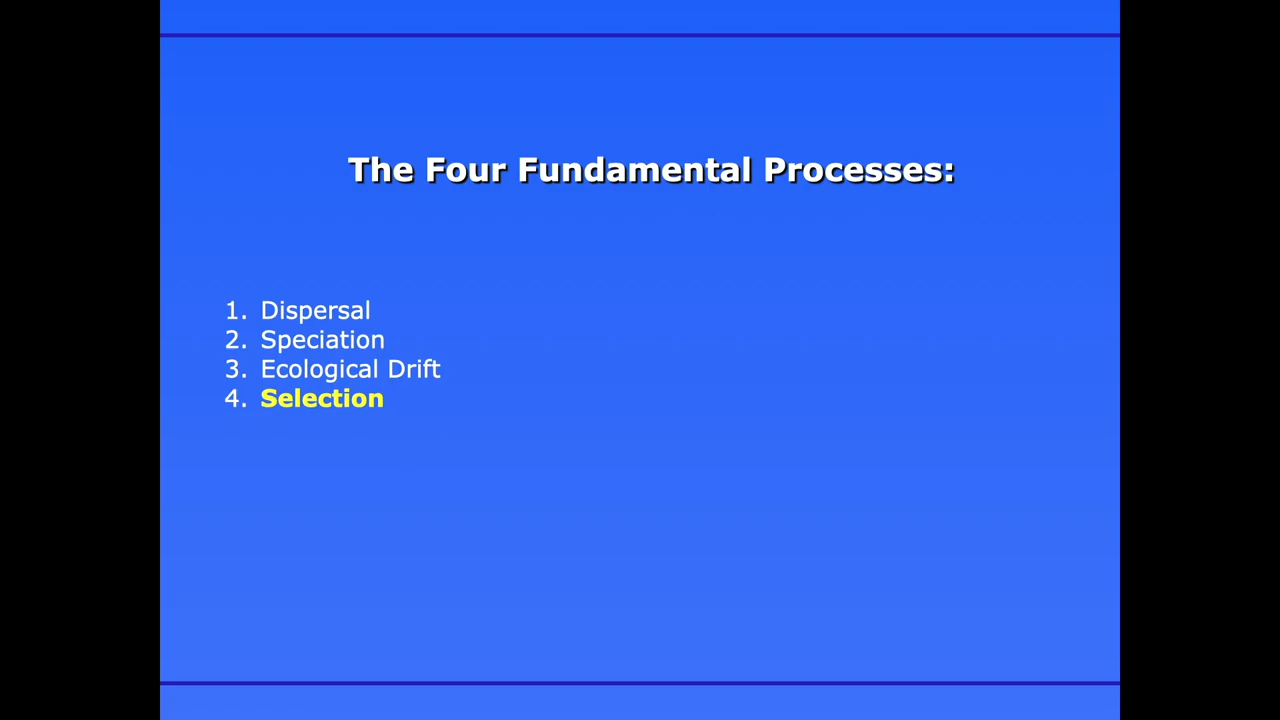 The Four Fundamental Processes:
1. Dispersal
2. Speciation
3. Ecological Drift
4. Selection